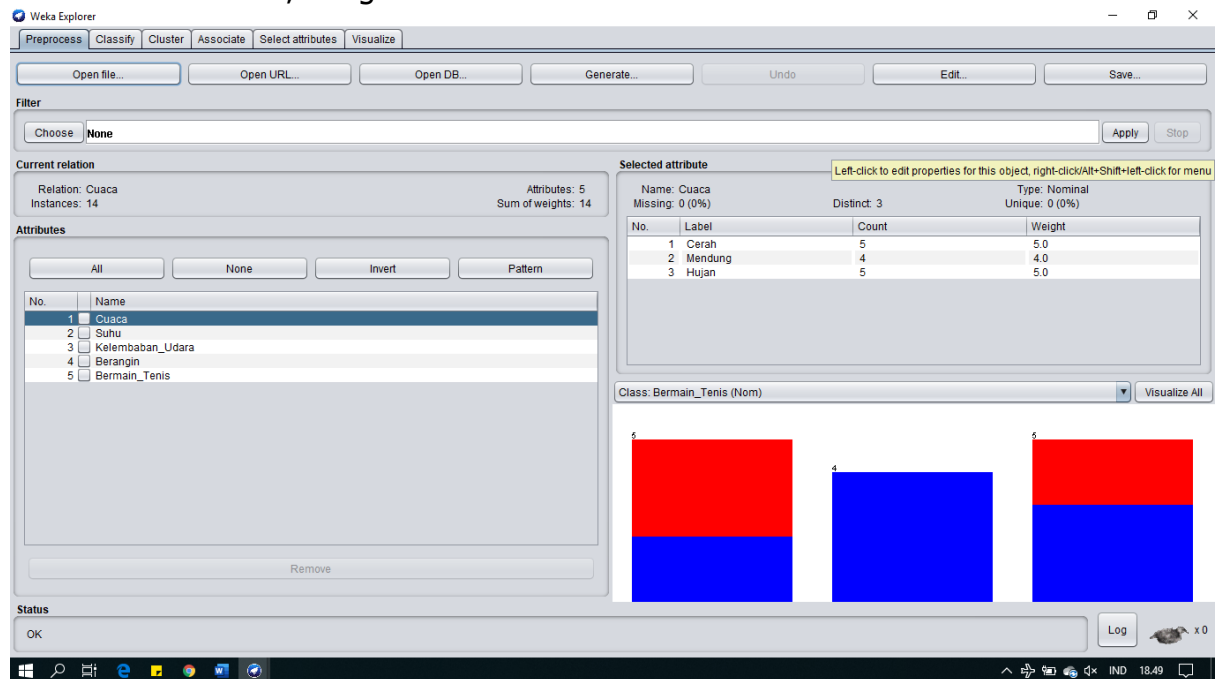 Weka Explorer
Preprocess Classify Cluster Associate Select attributes Visualize
Open file... Open URL... Open DB... Generate... Undo Edit... Save...
Filter
Choose None Apply Stop
Current relation
Relation: Cuaca Attributes: 5
Instances: 14 Sum of weights: 14
Attributes
All None Invert Pattern
No. Name
1 Cuaca
2 Suhu
3 Kelembaban_Udara
4 Berangin
5 Bermain_Tenis
Remove
Selected attribute
Left-click to edit properties for this object, right-click/Alt+Shift+left-click for menu
Name: Cuaca Type: Nominal
Missing: 0 (0%) Distinct: 3 Unique: 0 (0%)
No. Label Count Weight
1 Cerah 5 5.0
2 Mendung 4 4.0
3 Hujan 5 5.0
Class: Bermain_Tenis (Nom) Visualize All
5 4 5
Status
OK Log x 0
IND 18.49